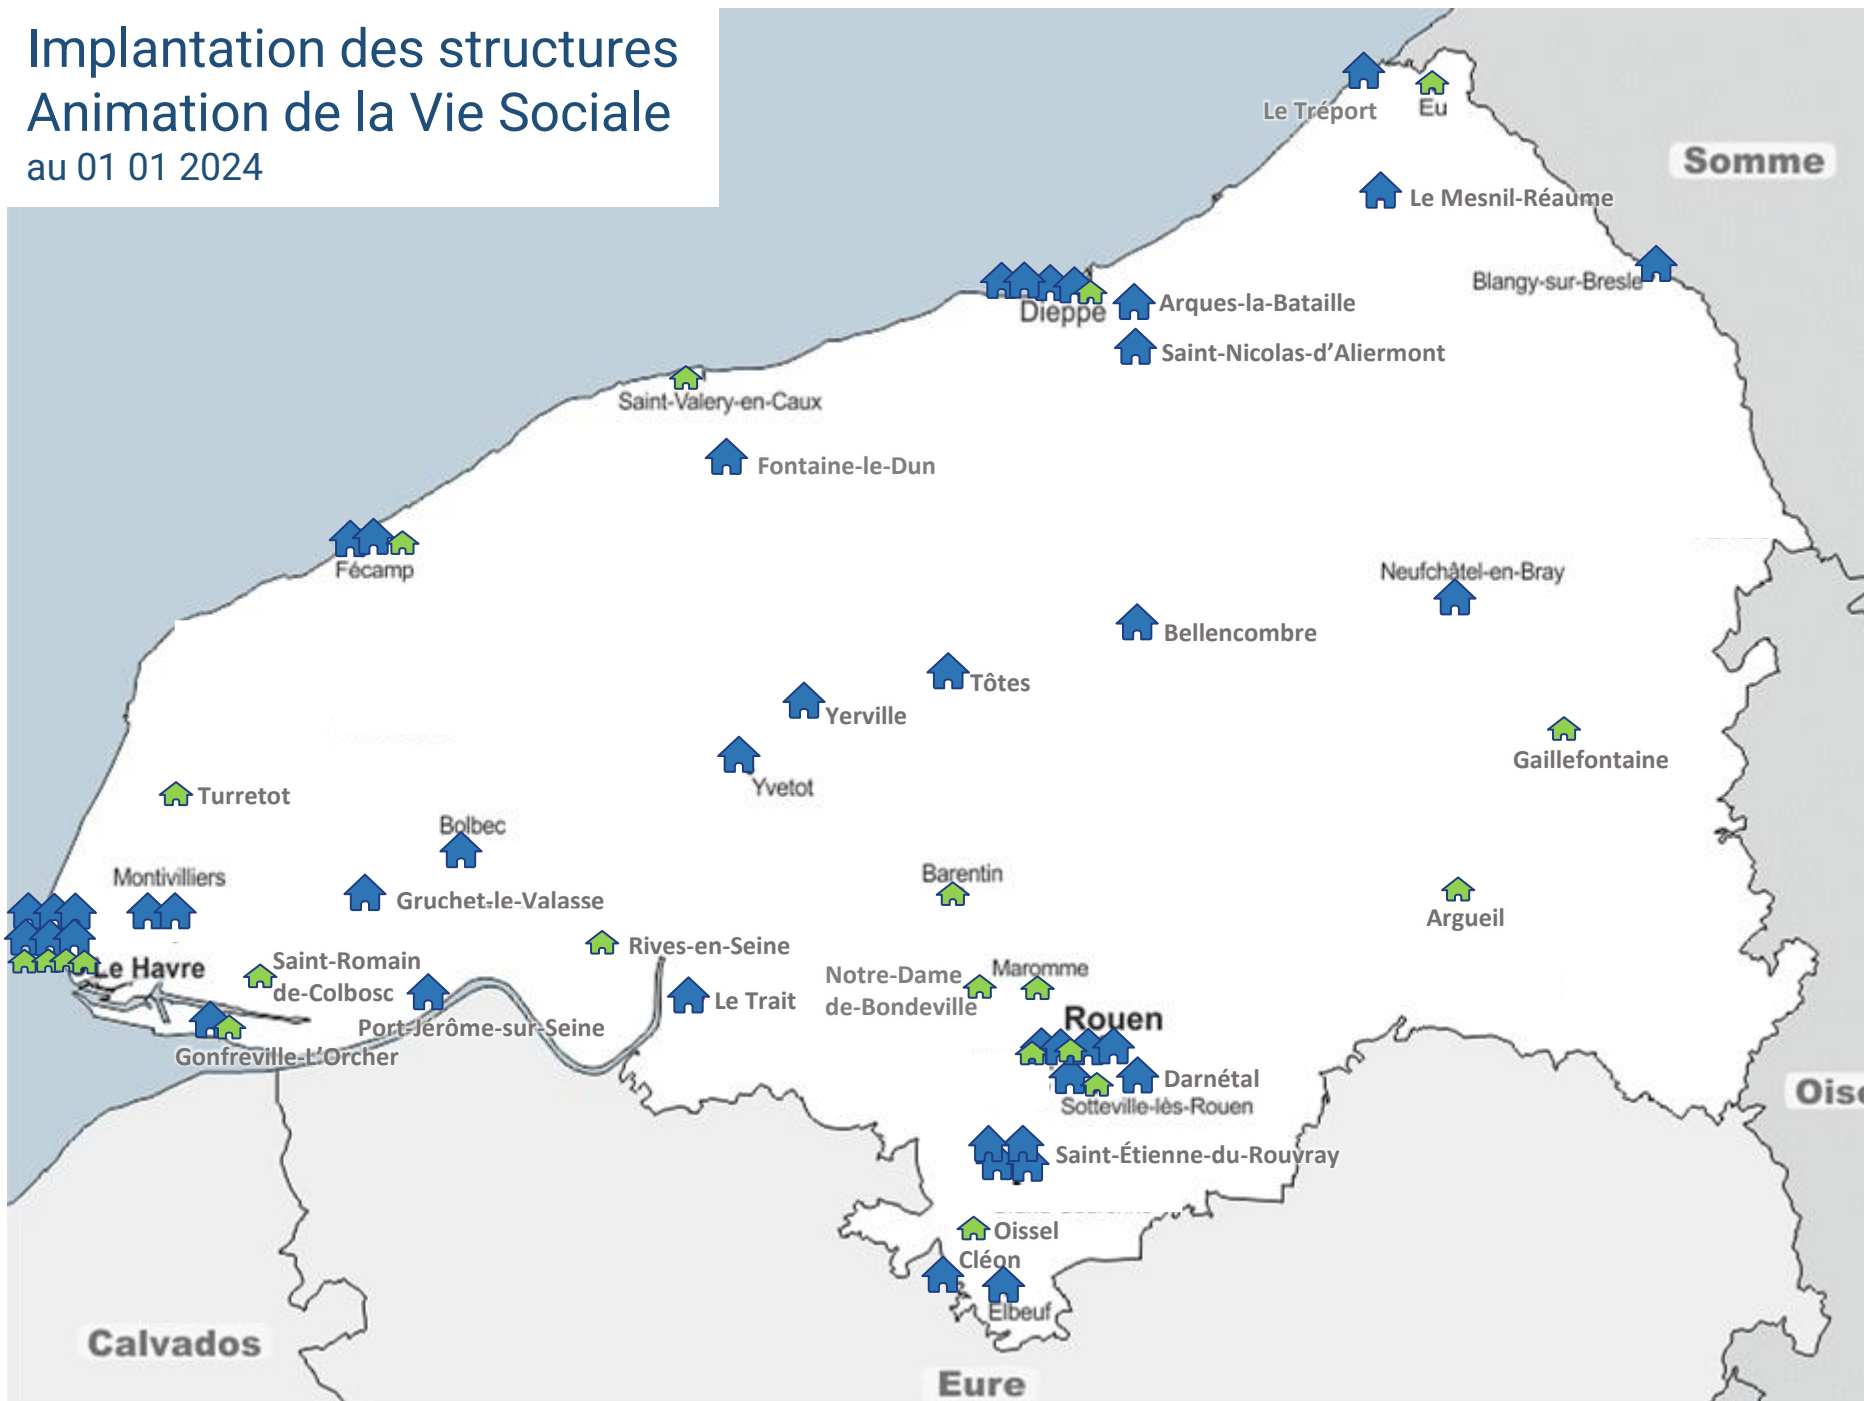 Implantation des structures
Animation de la Vie Sociale
au 01 01 2024
Le Tréport
Eu
Somme
Le Mesnil-Réaume
Blangy-sur-Bresle
Dieppe
Arques-la-Bataille
Saint-Nicolas-d'Aliermont
Saint-Valery-en-Caux
Fontaine-le-Dun
Fécamp
Neufchâtel-en-Bray
Bellencombre
Tôtes
Yerville
Gaillefontaine
Yvetot
Turretot
Bolbec
Montivilliers
Gruchet-le-Valasse
Barentin
Argueil
Rives-en-Seine
Le Havre
Saint-Romain
de-Colbosc
Notre-Dame
de-Bondeville
Maromme
Le Trait
Port-Jérôme-sur-Seine
Rouen
Gonfreville-L'Orcher
Darnétal
Oise
Sotteville-lès-Rouen
Saint-Étienne-du-Rouvray
Oissel
Cléon
Elbeuf
Calvados
Eure